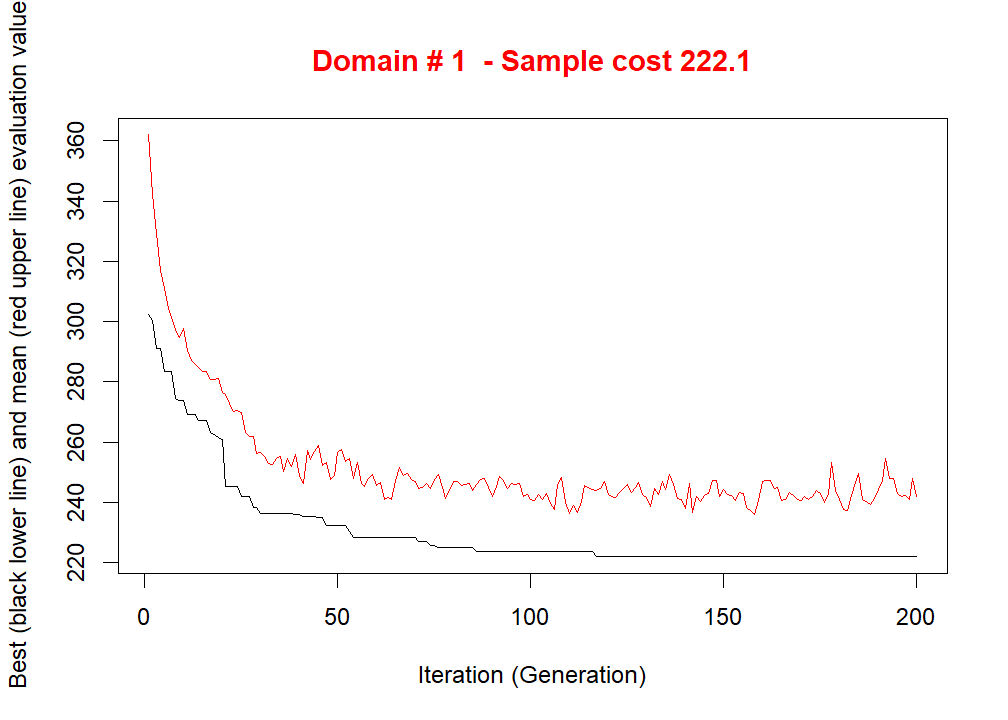 Domain # 1  - Sample cost 222.1
Best (black lower line) and mean (red upper line) evaluation value
360
340
320
300
280
260
240
220
0 50 100 150 200
Iteration (Generation)